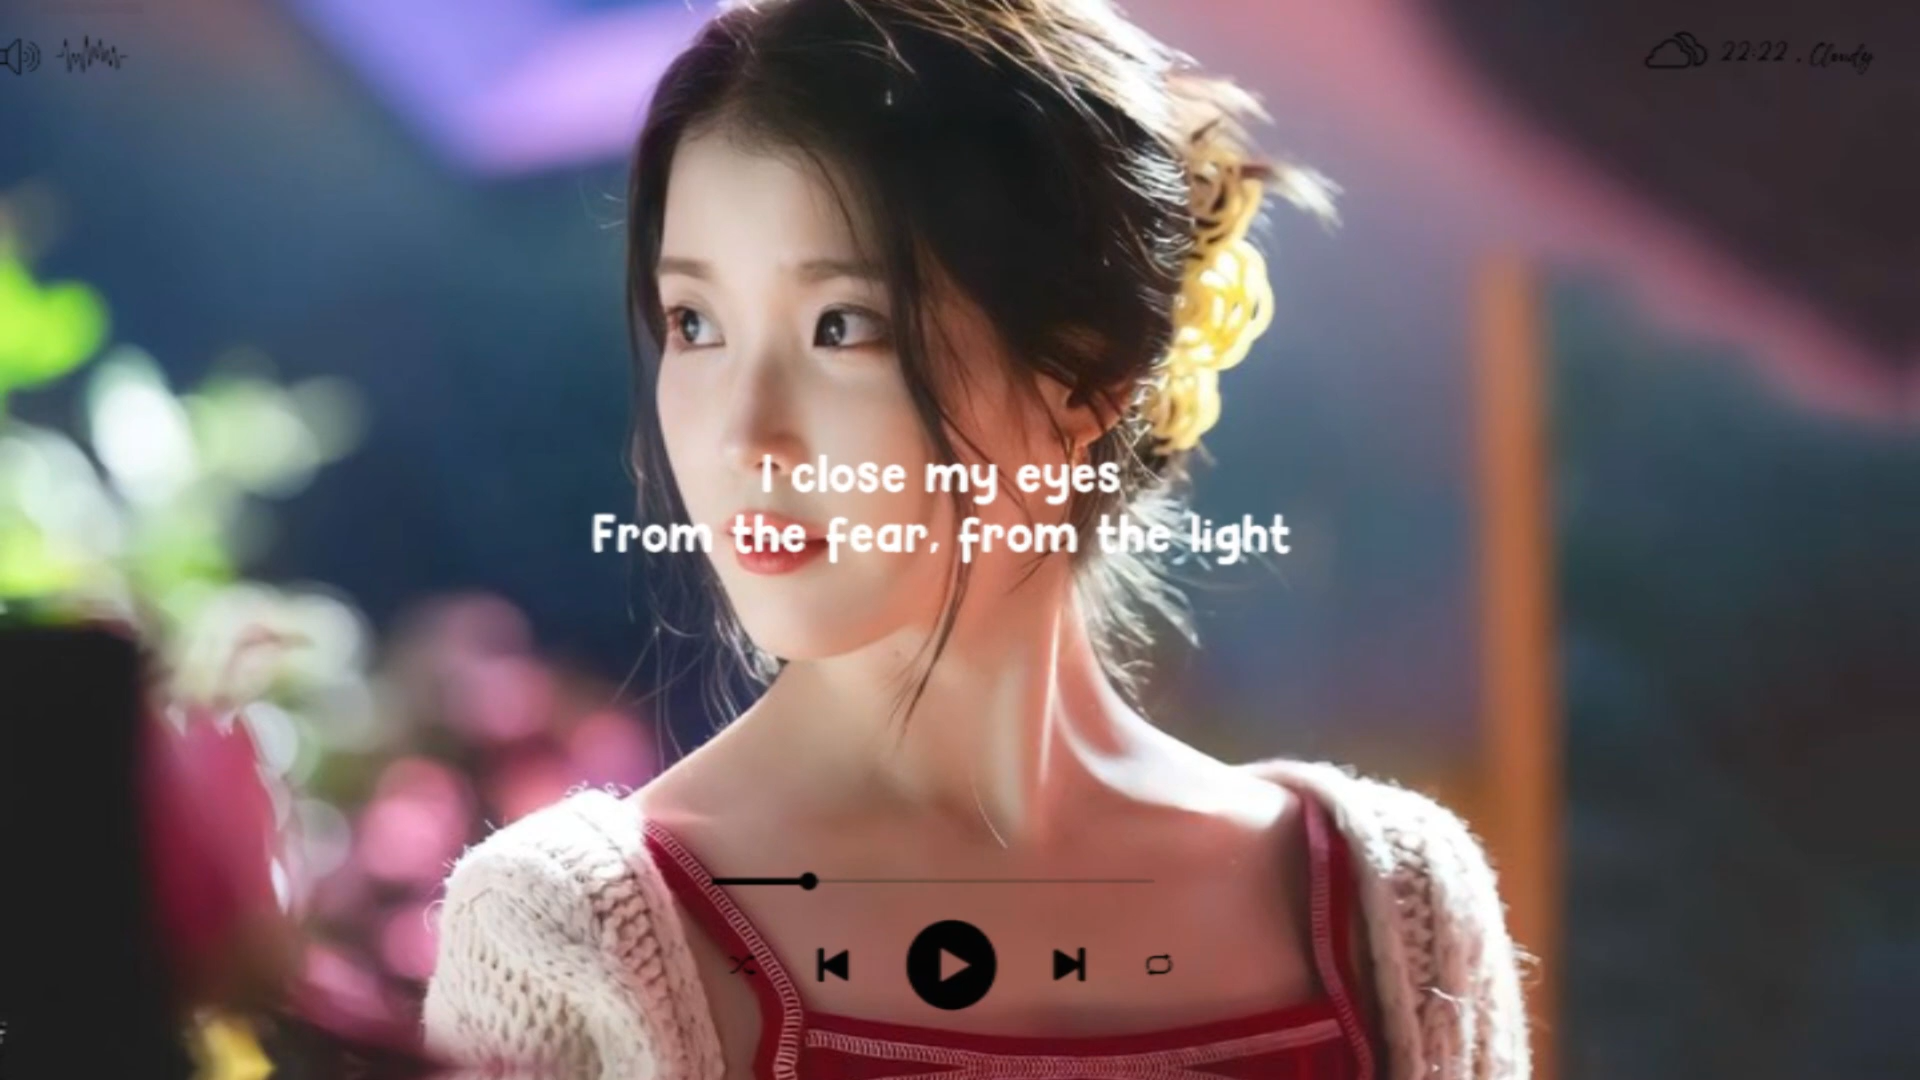 22:22 . Cloudy
I close my eyes
From the fear, from the light